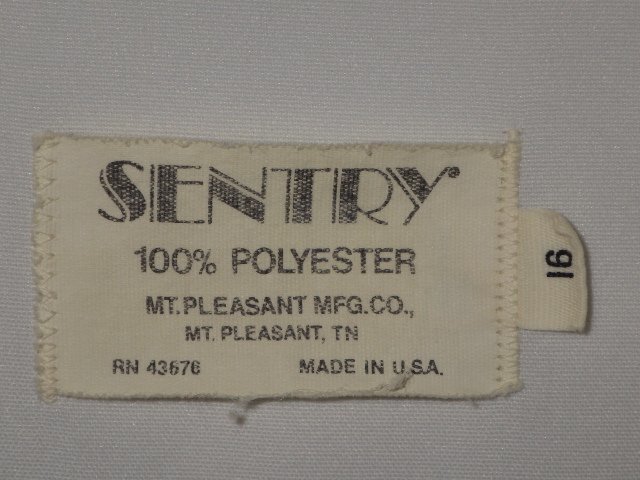 SENTRY
100% POLYESTER
MT.PLEASANT MFG.CO.,
MT. PLEASANT, TN
RN 43676 MADE IN U.S.A.
16